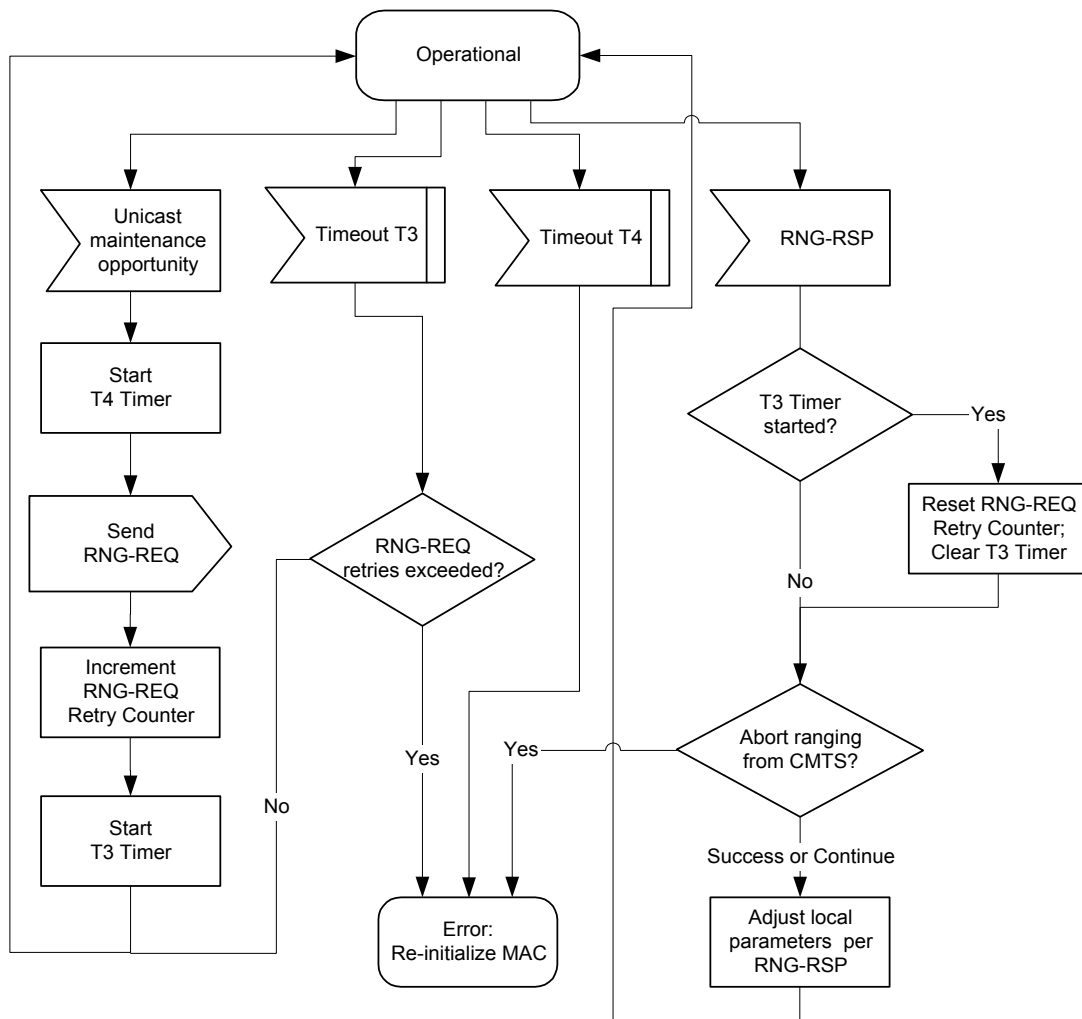 Operational
Unicast
maintenance
opportunity
Timeout T3
Timeout T4
RNG-RSP
Start
T4 Timer
T3 Timer
started?
Yes
Send
RNG-REQ
RNG-REQ
retries exceeded?
Reset RNG-REQ
Retry Counter;
Clear T3 Timer
No
Increment
RNG-REQ
Retry Counter
Yes
Yes
Abort ranging
from CMTS?
No
Start
T3 Timer
Success or Continue
Error:
Re-initialize MAC
Adjust local
parameters per
RNG-RSP